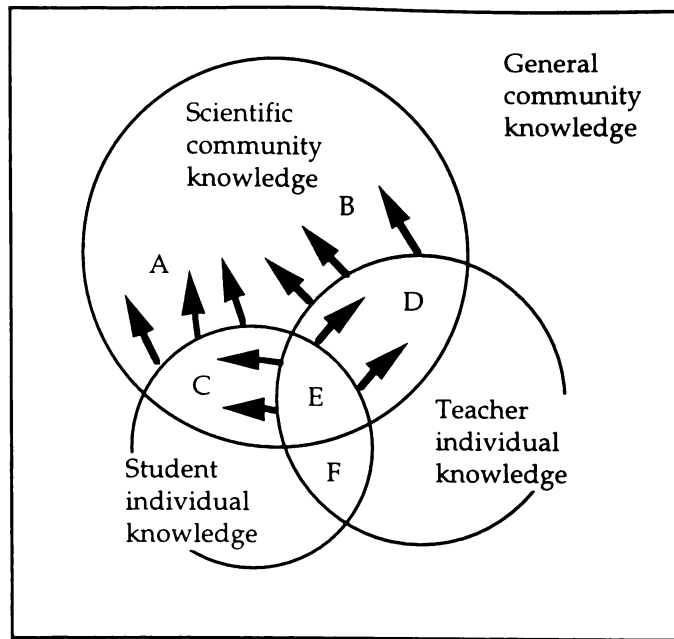 General
community
knowledge
Scientific
community
knowledge
B
A
D
C
E
F
Teacher
individual
knowledge
Student
individual
knowledge